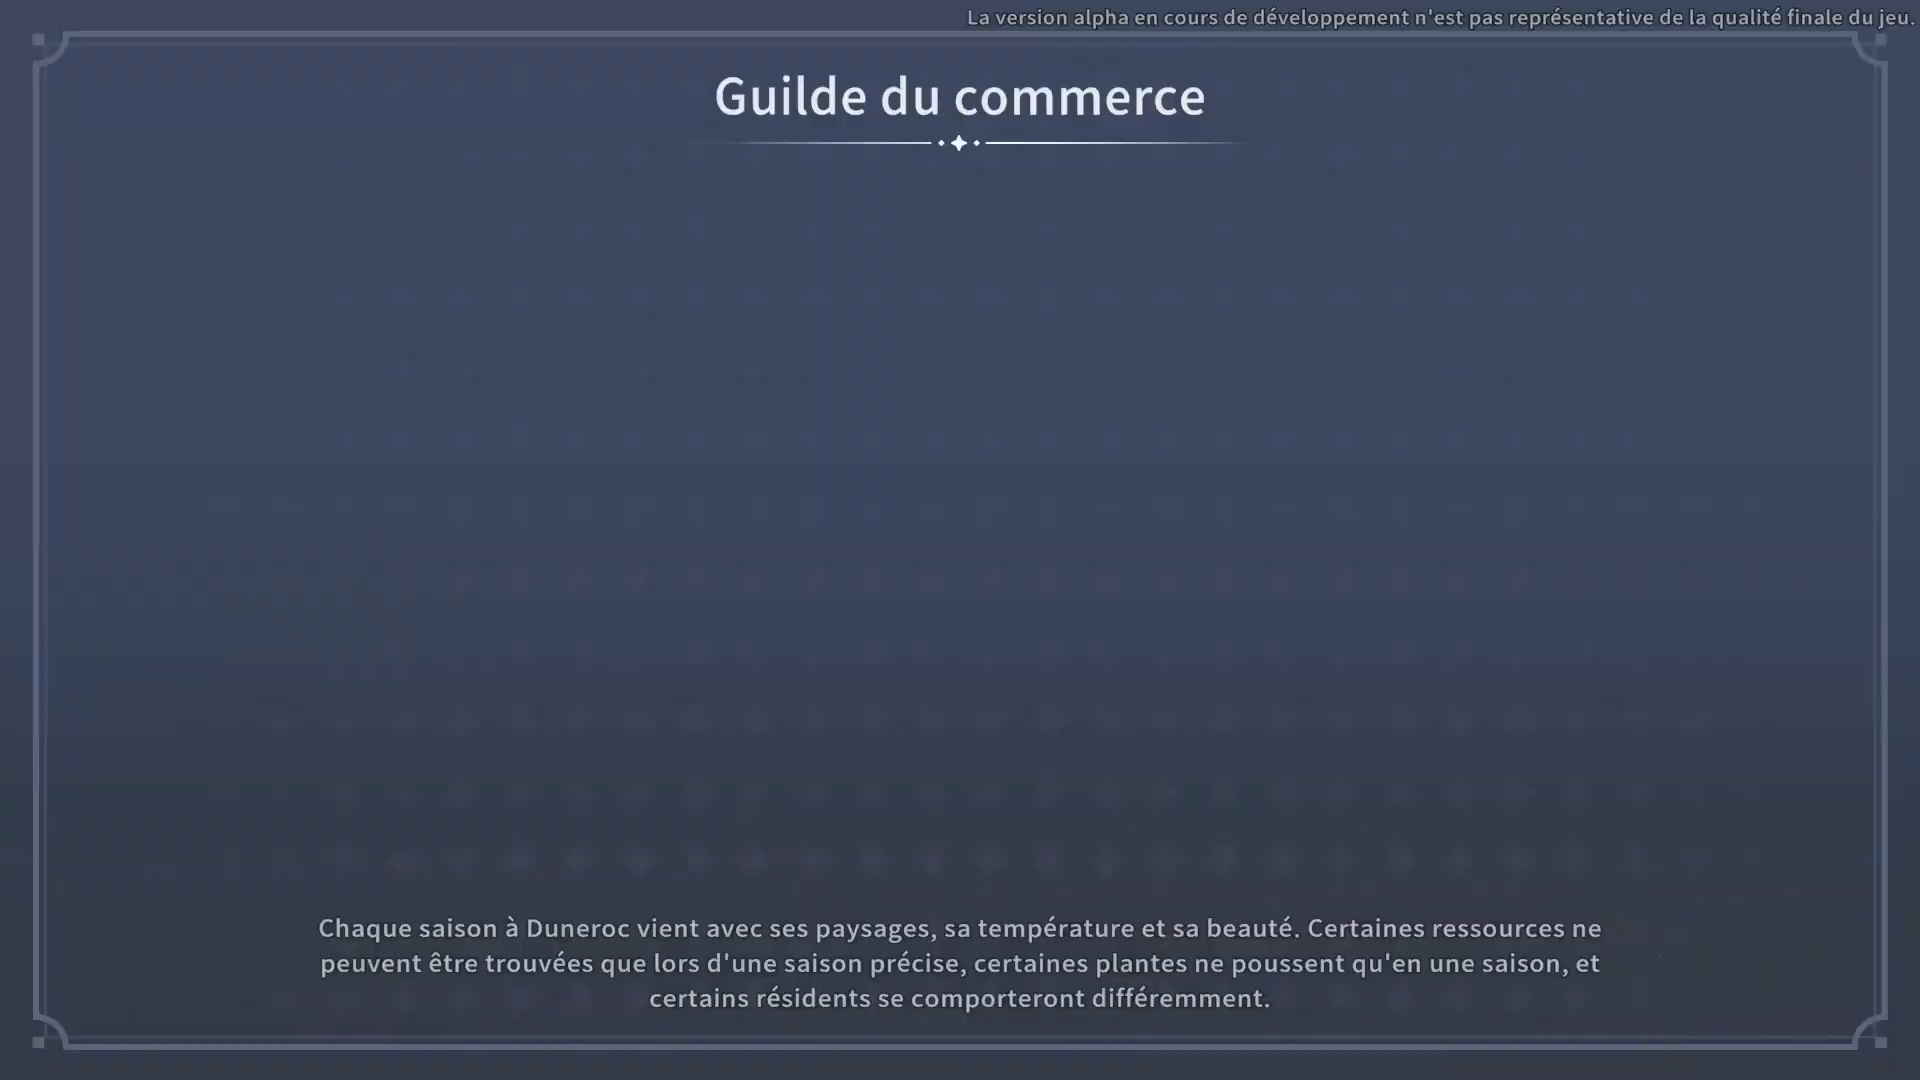 La version alpha en cours de développement n'est pas représentative de la qualité finale du jeu.
Guilde du commerce
Chaque saison à Duneroc vient avec ses paysages, sa température et sa beauté. Certaines ressources ne
peuvent être trouvées que lors d'une saison précise, certaines plantes ne poussent qu'en une saison, et
certains résidents se comporteront différemment.